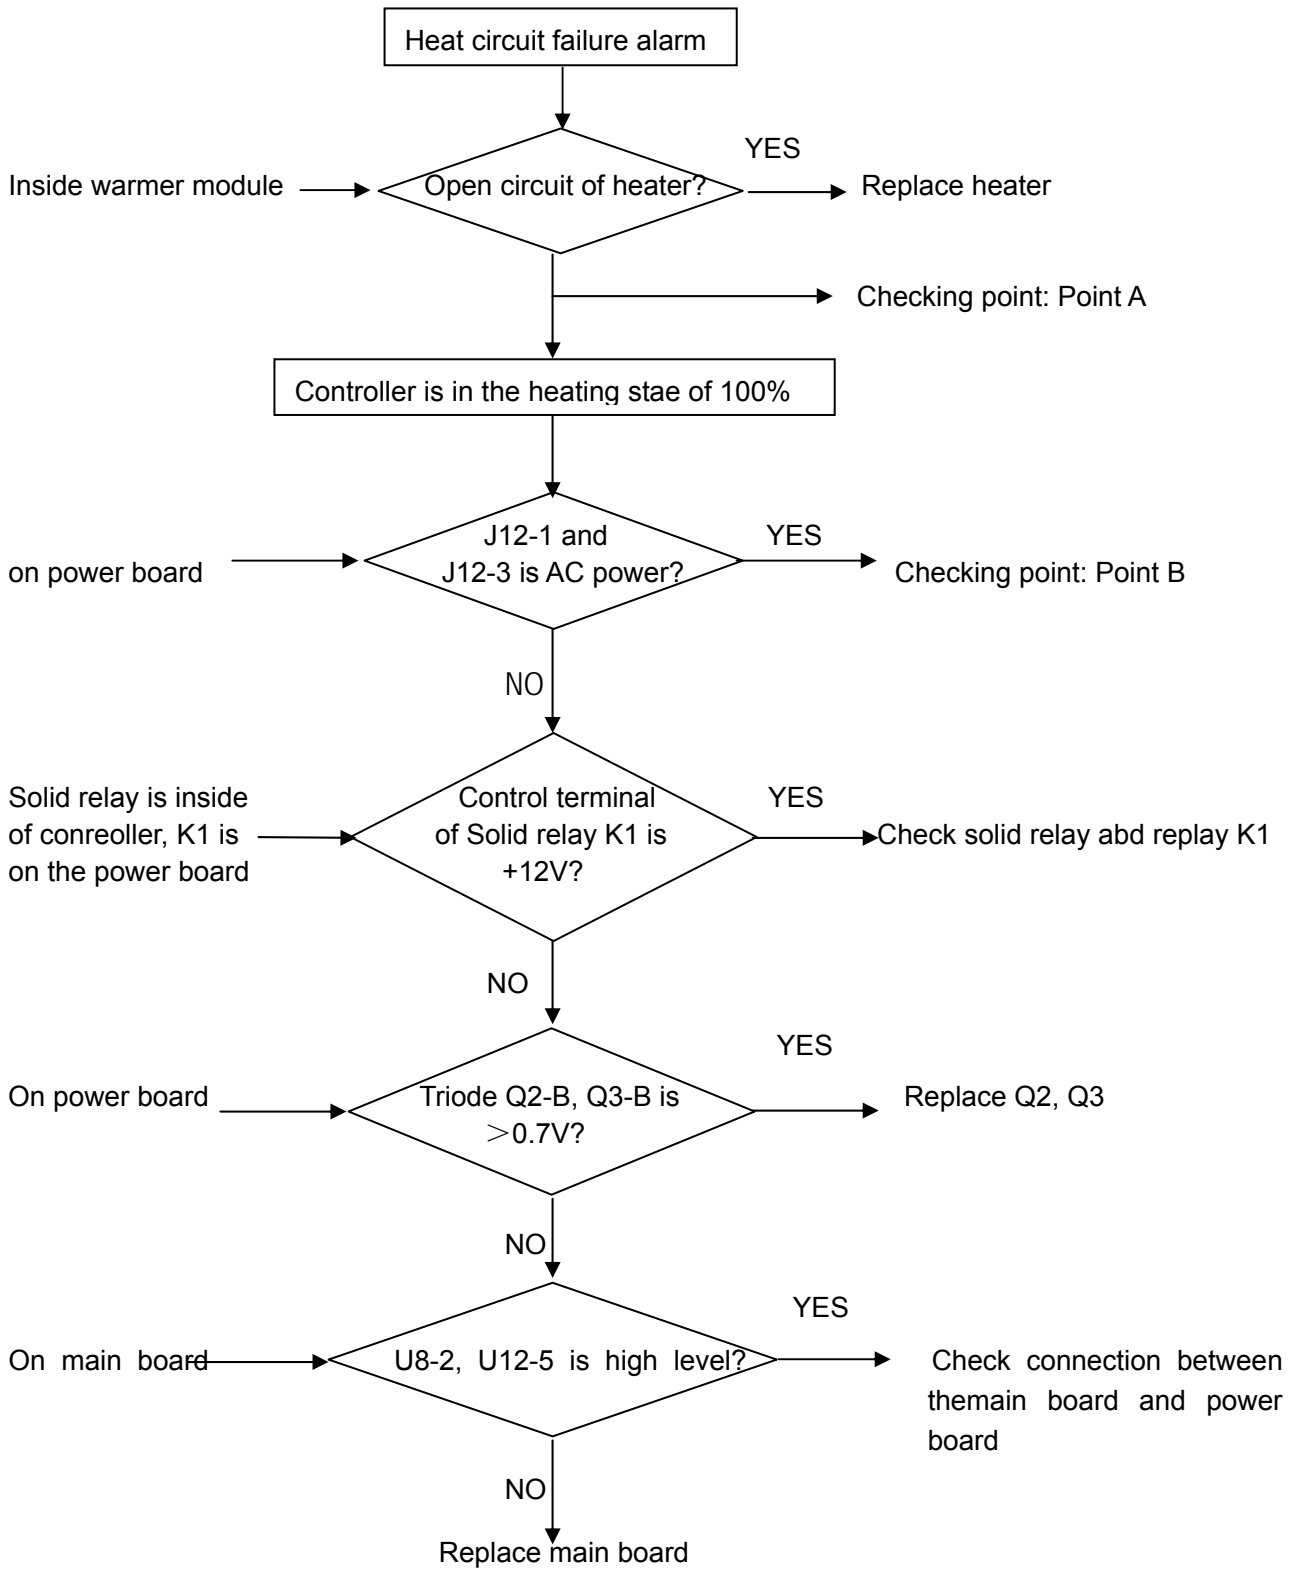 Heat circuit failure alarm
YES
Inside warmer module
Open circuit of heater?
Replace heater
Checking point: Point A
Controller is in the heating stae of 100%
J12-1 and
J12-3 is AC power?
YES
on power board
Checking point: Point B
NO
Solid relay is inside
of conreoller, K1 is
on the power board
Control terminal
of Solid relay K1 is
+12V?
YES
Check solid relay abd replay K1
NO
YES
On power board
Triode Q2-B, Q3-B is
>0.7V?
Replace Q2, Q3
NO
YES
On main board
U8-2, U12-5 is high level?
Check connection between
themain board and power
board
NO
Replace main board